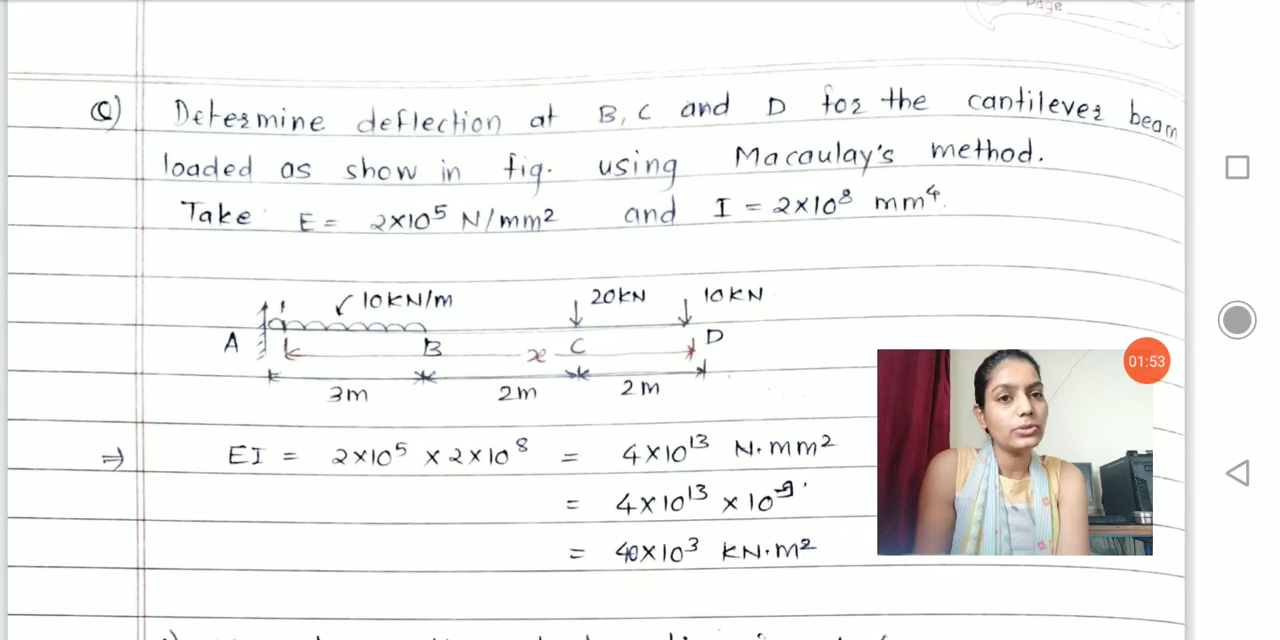 Page
Q) Determine deflection at B, C and D for the cantilever beam
loaded as show in fig. using Macaulay's method.
Take E = 2×10⁵ N/mm² and I = 2×10⁸ mm⁴.
10KN/m 20KN 10KN
A B x C D
3m 2m 2m
01:53
⇒ EI = 2×10⁵ × 2×10⁸ = 4×10¹³ N.mm²
= 4×10¹³ × 10⁻⁹
= 40×10³ KN.m²